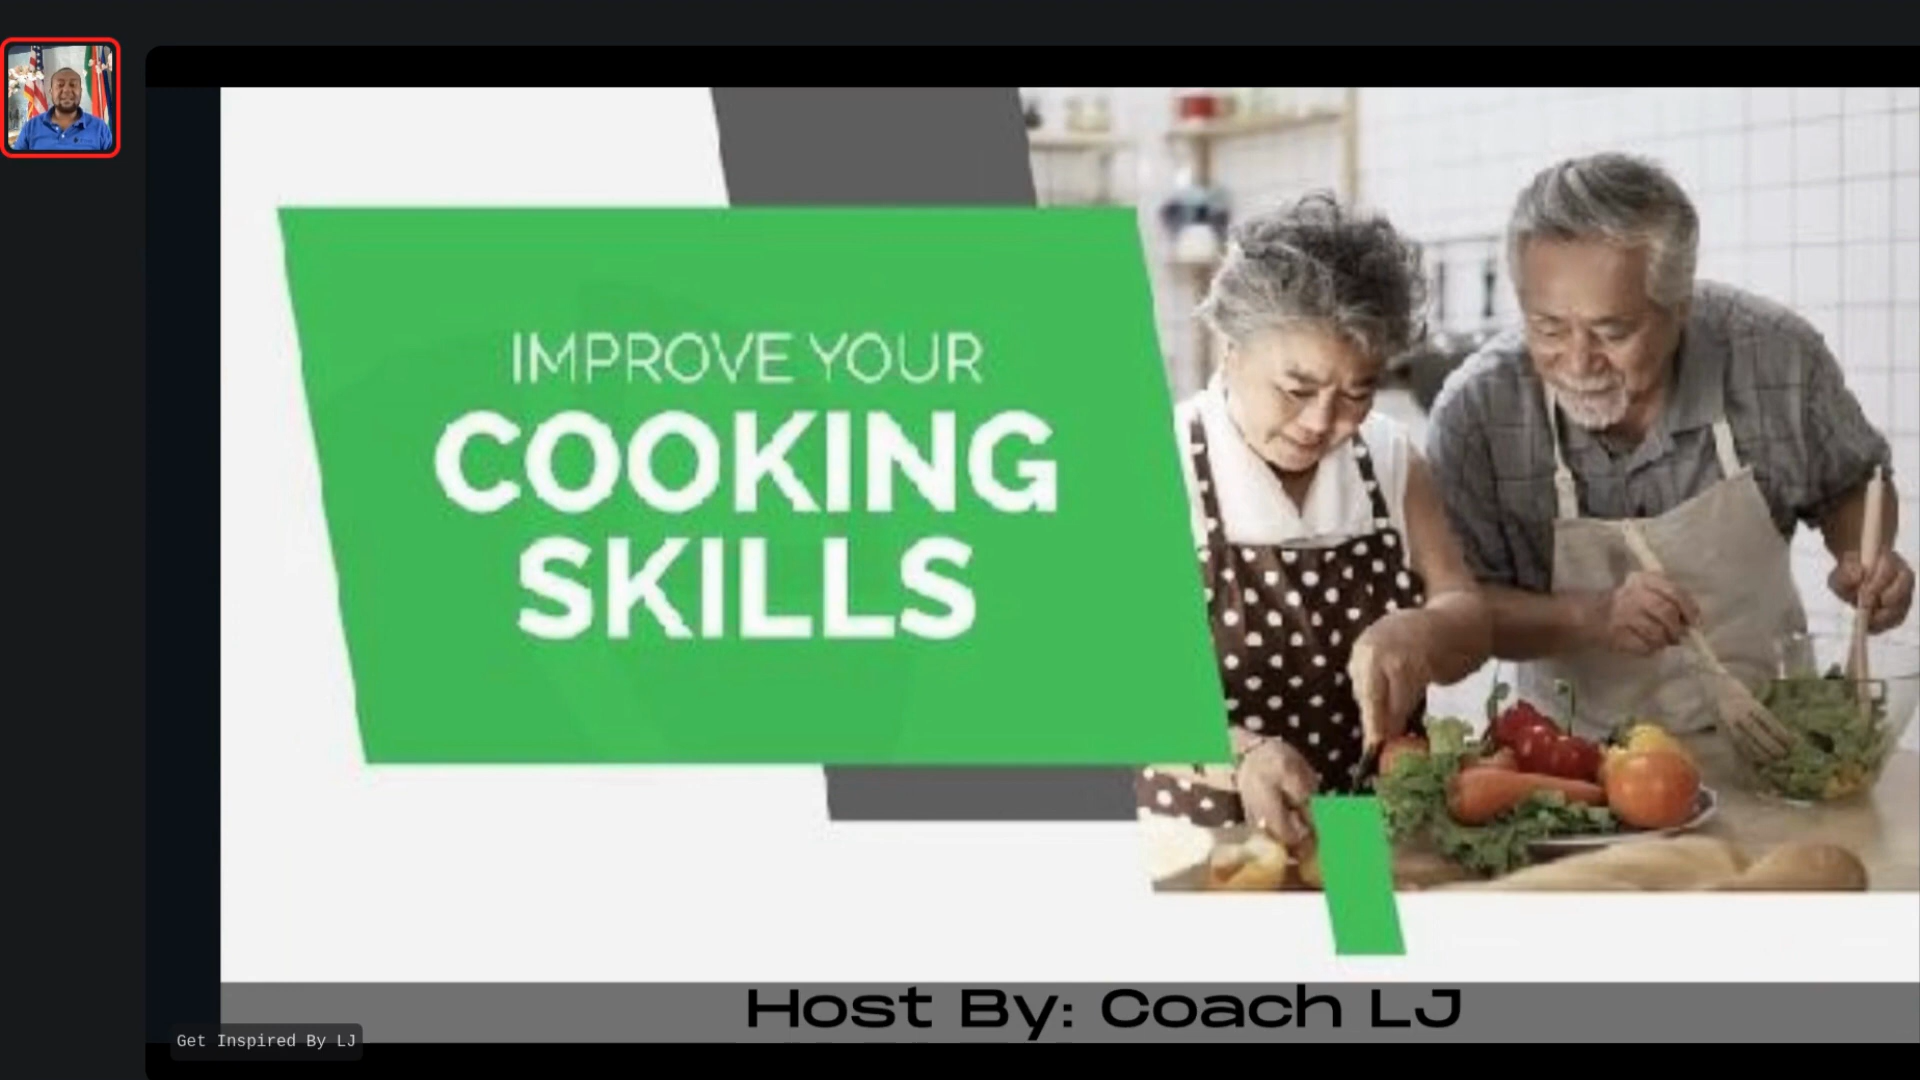 IMPROVE YOUR
COOKING
SKILLS
Host By: Coach LJ
Get Inspired By LJ